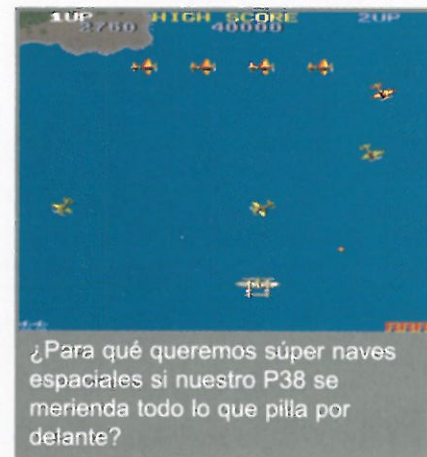 1UP HIGH SCORE 2UP
2760 40000
¿Para qué queremos súper naves
espaciales si nuestro P38 se
merienda todo lo que pilla por
delante?